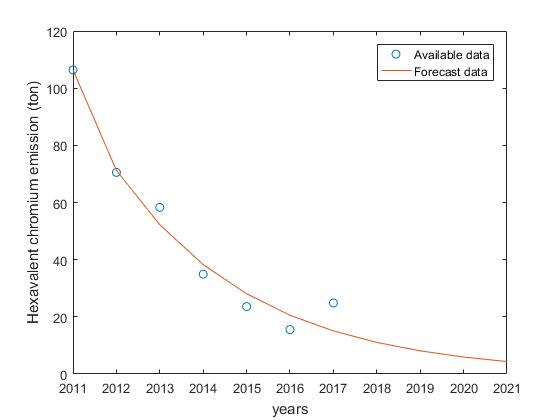 120
100
80
60
40
20
0
Hexavalent chromium emission (ton)
Available data
Forecast data
2011 2012 2013 2014 2015 2016 2017 2018 2019 2020 2021
years